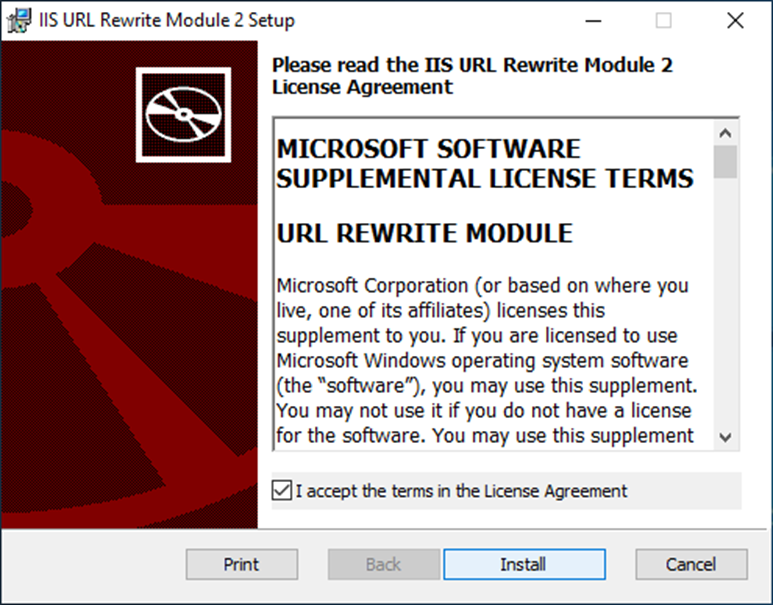 IIS URL Rewrite Module 2 Setup
Please read the IIS URL Rewrite Module 2
License Agreement
MICROSOFT SOFTWARE
SUPPLEMENTAL LICENSE TERMS
URL REWRITE MODULE
Microsoft Corporation (or based on where you
live, one of its affiliates) licenses this
supplement to you. If you are licensed to use
Microsoft Windows operating system software
(the “software”), you may use this supplement.
You may not use it if you do not have a license
for the software. You may use this supplement
I accept the terms in the License Agreement
Print
Back
Install
Cancel